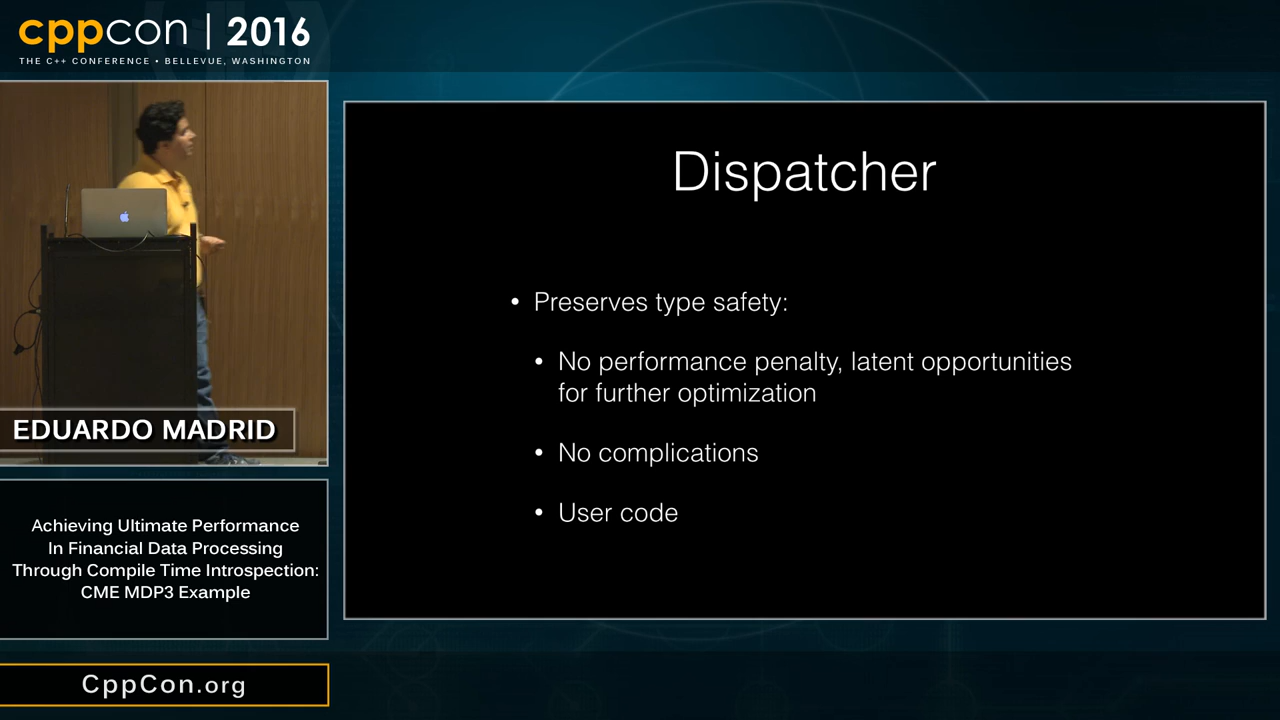 cppcon | 2016
THE C++ CONFERENCE • BELLEVUE, WASHINGTON
Dispatcher
• Preserves type safety:
• No performance penalty, latent opportunities
for further optimization
• No complications
• User code
EDUARDO MADRID
Achieving Ultimate Performance
In Financial Data Processing
Through Compile Time Introspection:
CME MDP3 Example
CppCon.org